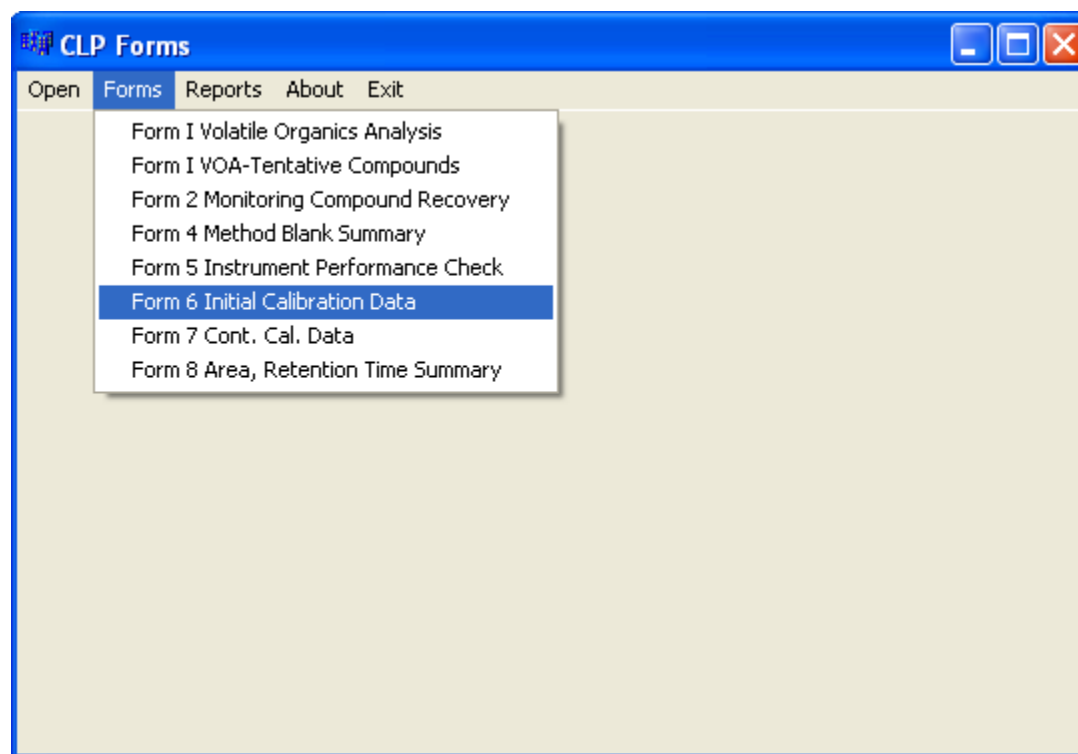 CLP Forms
Open Forms Reports About Exit
Form I Volatile Organics Analysis
Form I VOA-Tentative Compounds
Form 2 Monitoring Compound Recovery
Form 4 Method Blank Summary
Form 5 Instrument Performance Check
Form 6 Initial Calibration Data
Form 7 Cont. Cal. Data
Form 8 Area, Retention Time Summary